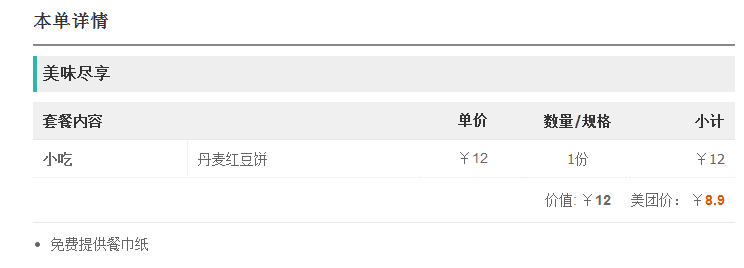 本单详情
美味尽享
套餐内容 单价 数量/规格 小计
小吃 丹麦红豆饼 ￥12 1份 ￥12
价值: ￥12 美团价： ￥8.9
• 免费提供餐巾纸